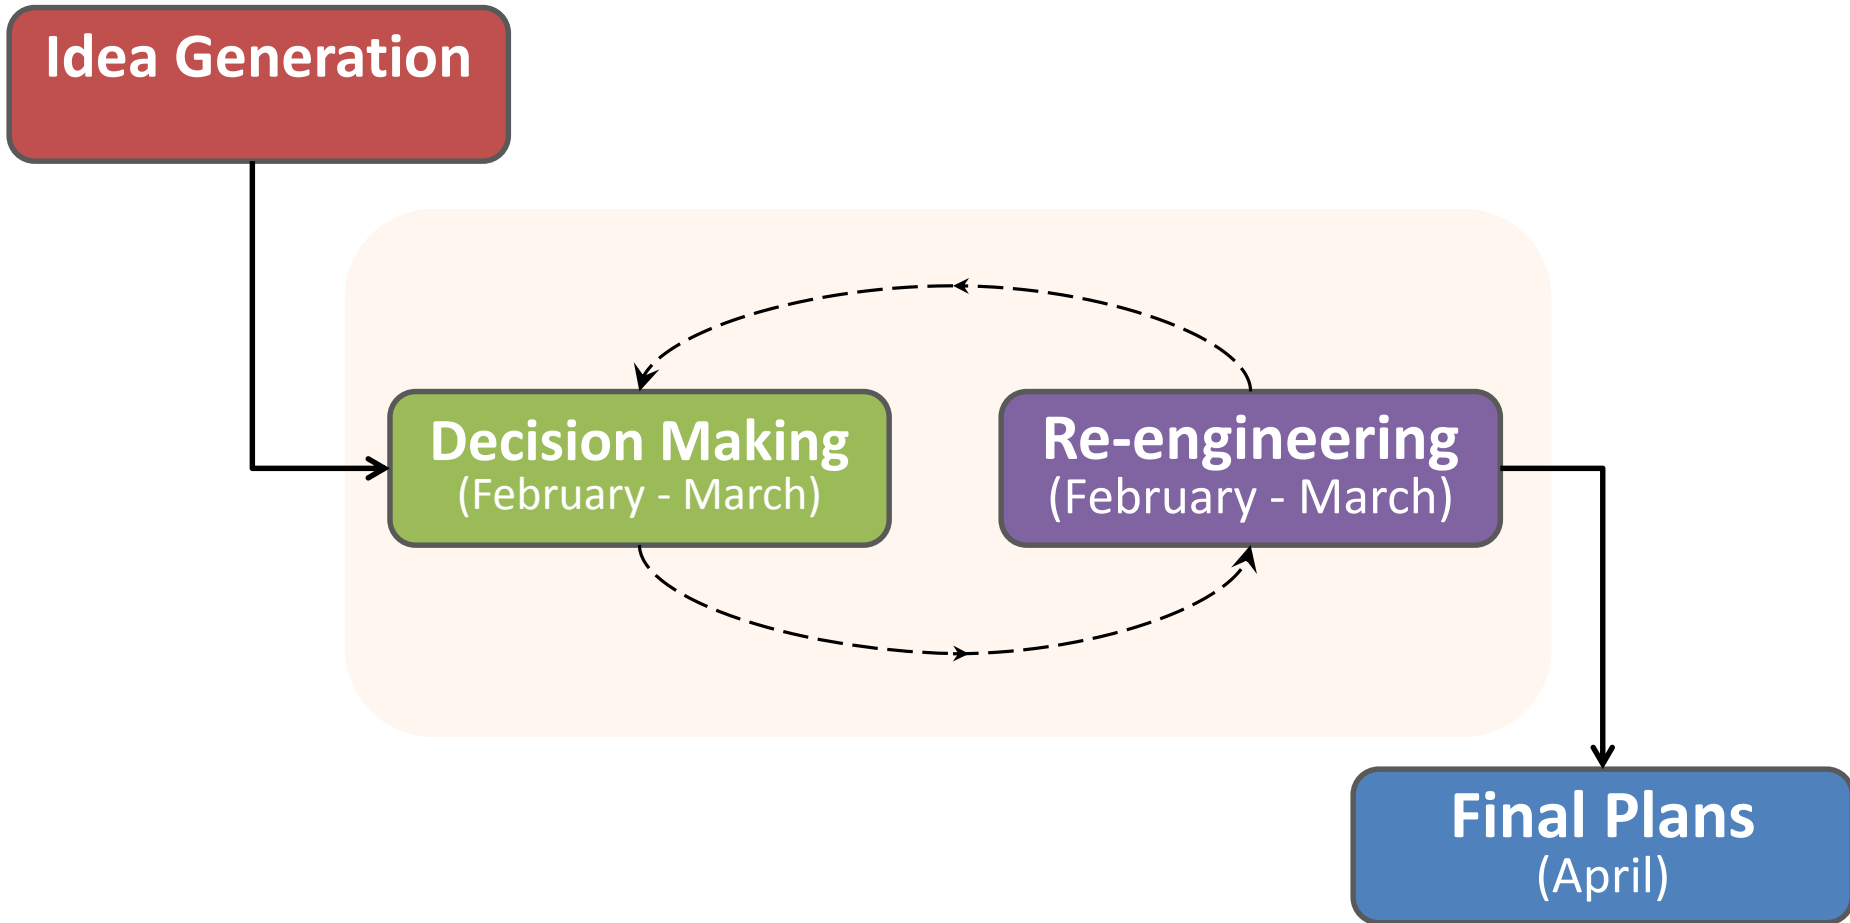 Idea Generation
Decision Making
(February - March)
Re-engineering
(February - March)
Final Plans
(April)